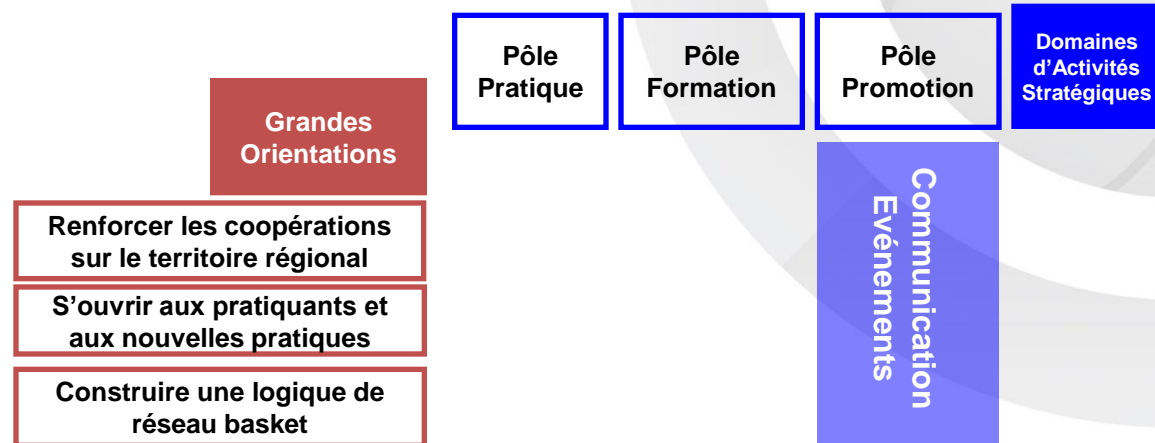 Pôle
Pratique
Pôle
Formation
Pôle
Promotion
Domaines
d'Activités
Stratégiques
Grandes
Orientations
Renforcer les coopérations
sur le territoire régional
S'ouvrir aux pratiquants et
aux nouvelles pratiques
Construire une logique de
réseau basket
Communication
Evénements